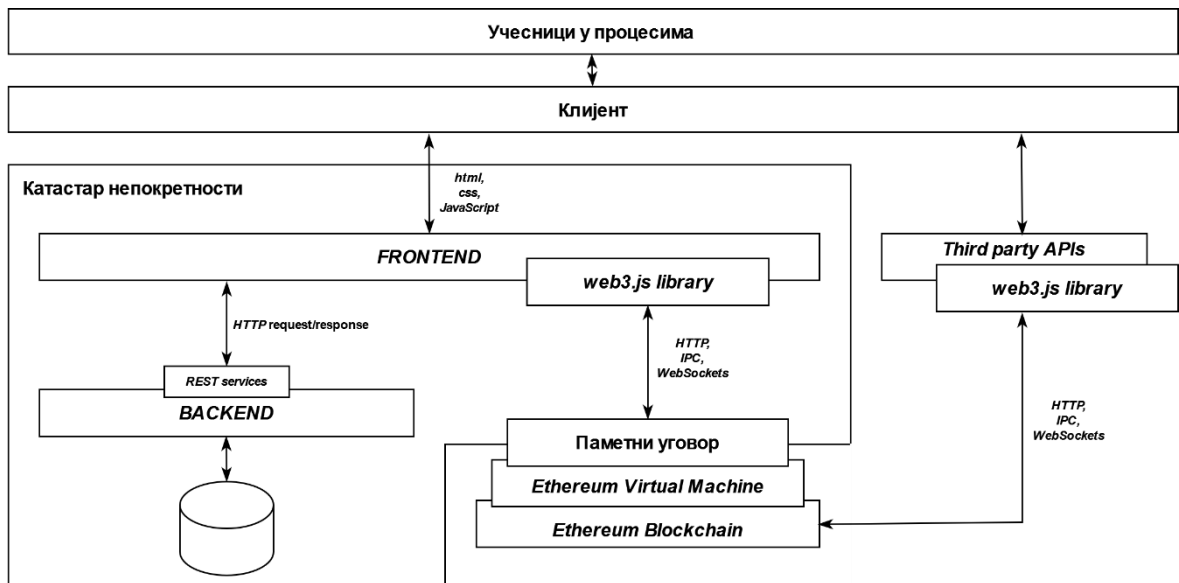 Учесници у процесима
Клијент
html,
css,
JavaScript
Катастар непокретности
FRONTEND
web3.js library
Third party APIs
web3.js library
HTTP request/response
HTTP,
IPC,
WebSockets
REST services
BACKEND
HTTP,
IPC,
WebSockets
Паметни уговор
Ethereum Virtual Machine
Ethereum Blockchain